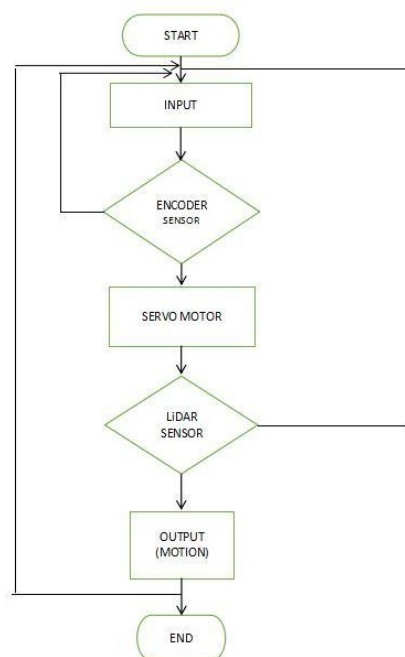 START
INPUT
ENCODER
SENSOR
SERVO MOTOR
LiDAR
SENSOR
OUTPUT
(MOTION)
END